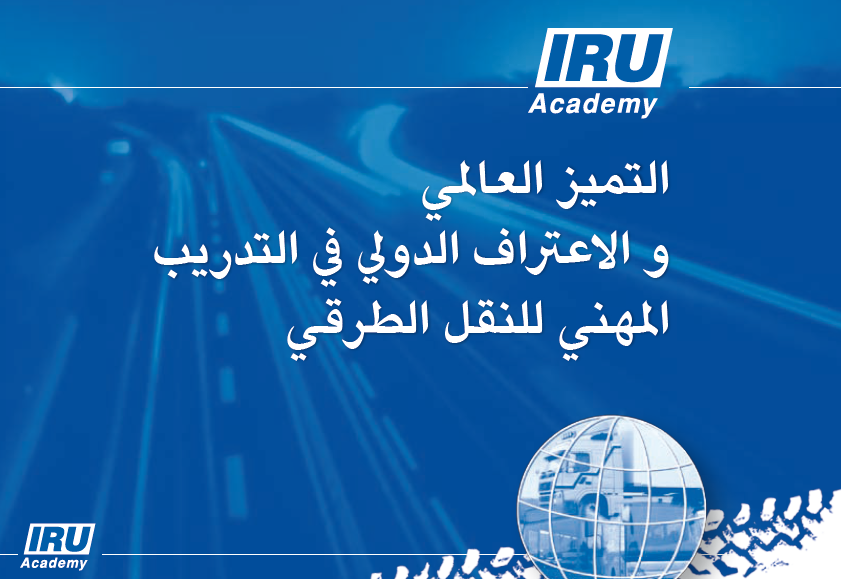 IRU
Academy
التميز العالمي
و الاعتراف الدولي في التدريب
المهني للنقل الطرقي
IRU
Academy